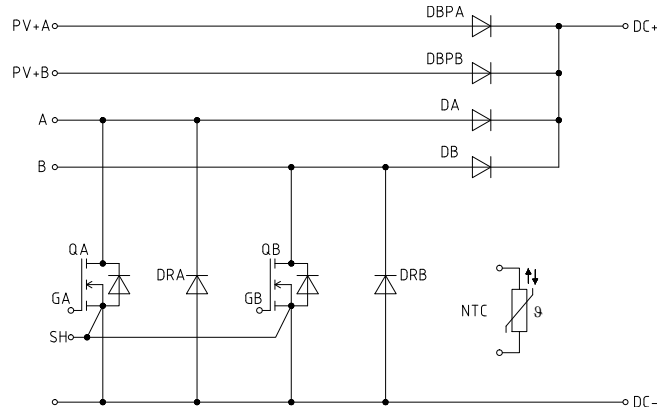 DBPA
PV+A
DC+
DBPB
PV+B
DA
A
DB
B
QA
QB
DRA
DRB
GA
GB
NTC
ϑ
SH
DC-